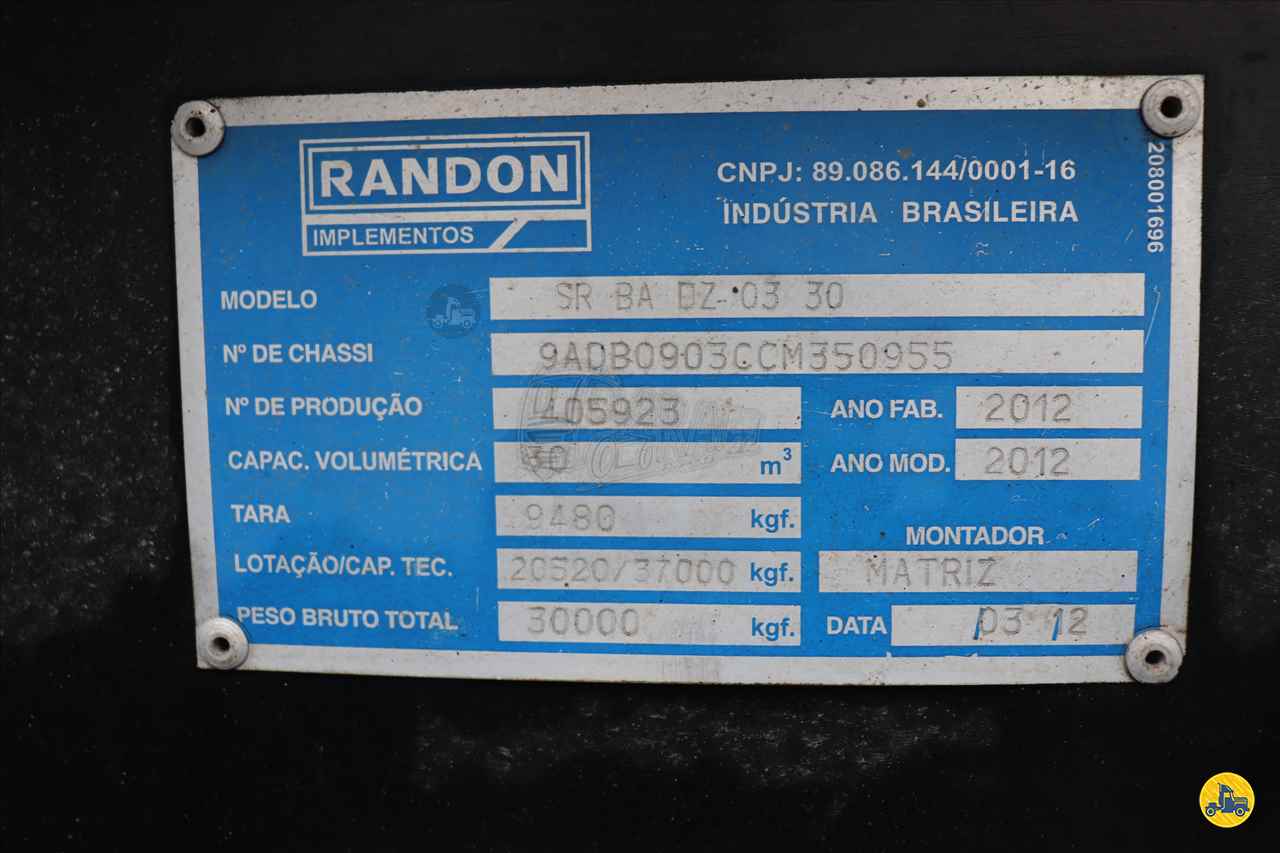 RANDON
IMPLEMENTOS
CNPJ: 89.086.144/0001-16
INDÚSTRIA BRASILEIRA
208001696
MODELO SR BA DZ 03 30
Nº DE CHASSI 9ADB0903CCM350955
Nº DE PRODUÇÃO 405923 ANO FAB. 2012
CAPAC. VOLUMÉTRICA 30 m³ ANO MOD. 2012
TARA 9480 kgf.
MONTADOR
LOTAÇÃO/CAP. TEC. 20520/37000 kgf. MATRIZ
PESO BRUTO TOTAL 30000 kgf. DATA /03/12